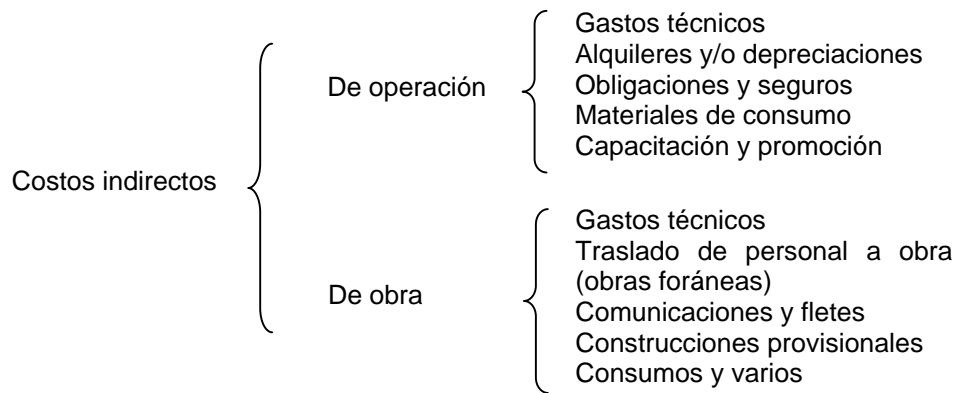 Costos indirectos
De operación
Gastos técnicos
Alquileres y/o depreciaciones
Obligaciones y seguros
Materiales de consumo
Capacitación y promoción
De obra
Gastos técnicos
Traslado de personal a obra
(obras foráneas)
Comunicaciones y fletes
Construcciones provisionales
Consumos y varios